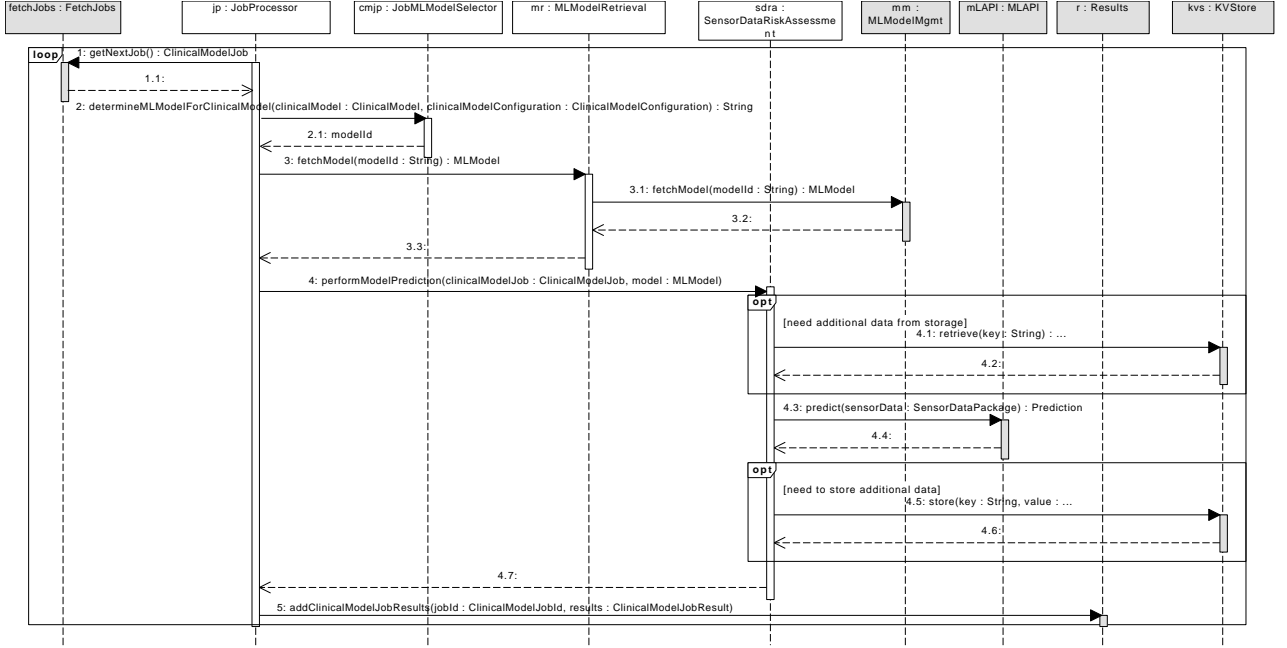 fetchJobs : FetchJobs
jp : JobProcessor
cmjp : JobMLModelSelector
mr : MLModelRetrieval
sdra :
SensorDataRiskAssessme
nt
mm :
MLModelMgmt
mLAPI : MLAPI
r : Results
kvs : KVStore
loop
1: getNextJob() : ClinicalModelJob
1.1:
2: determineMLModelForClinicalModel(clinicalModel : ClinicalModel, clinicalModelConfiguration : ClinicalModelConfiguration) : String
2.1: modelId
3: fetchModel(modelId : String) : MLModel
3.1: fetchModel(modelId : String) : MLModel
3.2:
3.3:
4: performModelPrediction(clinicalModelJob : ClinicalModelJob, model : MLModel)
opt
[need additional data from storage]
4.1: retrieve(key : String) : ...
4.2:
4.3: predict(sensorData : SensorDataPackage) : Prediction
4.4:
opt
[need to store additional data]
4.5: store(key : String, value : ...
4.6:
4.7:
5: addClinicalModelJobResults(jobId : ClinicalModelJobId, results : ClinicalModelJobResult)